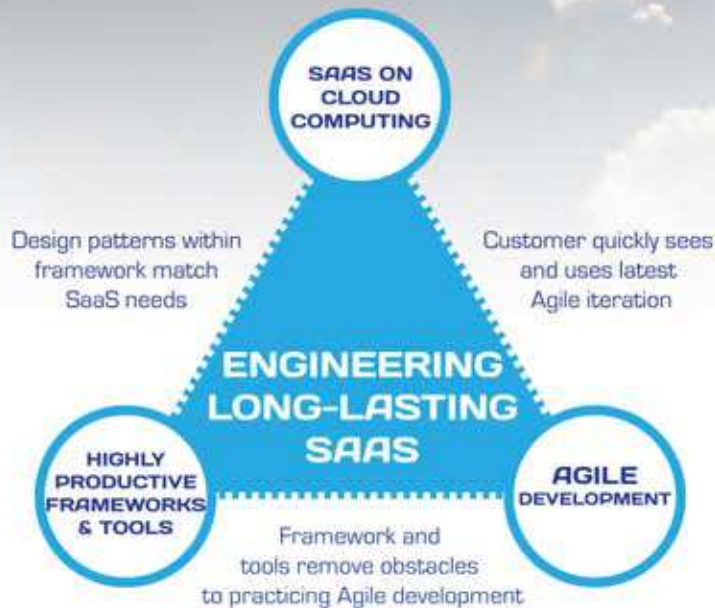 SAAS ON
CLOUD
COMPUTING
Design patterns within
framework match
SaaS needs
Customer quickly sees
and uses latest
Agile iteration
ENGINEERING
LONG-LASTING
SAAS
HIGHLY
PRODUCTIVE
FRAMEWORKS
& TOOLS
AGILE
DEVELOPMENT
Framework and
tools remove obstacles
to practicing Agile development